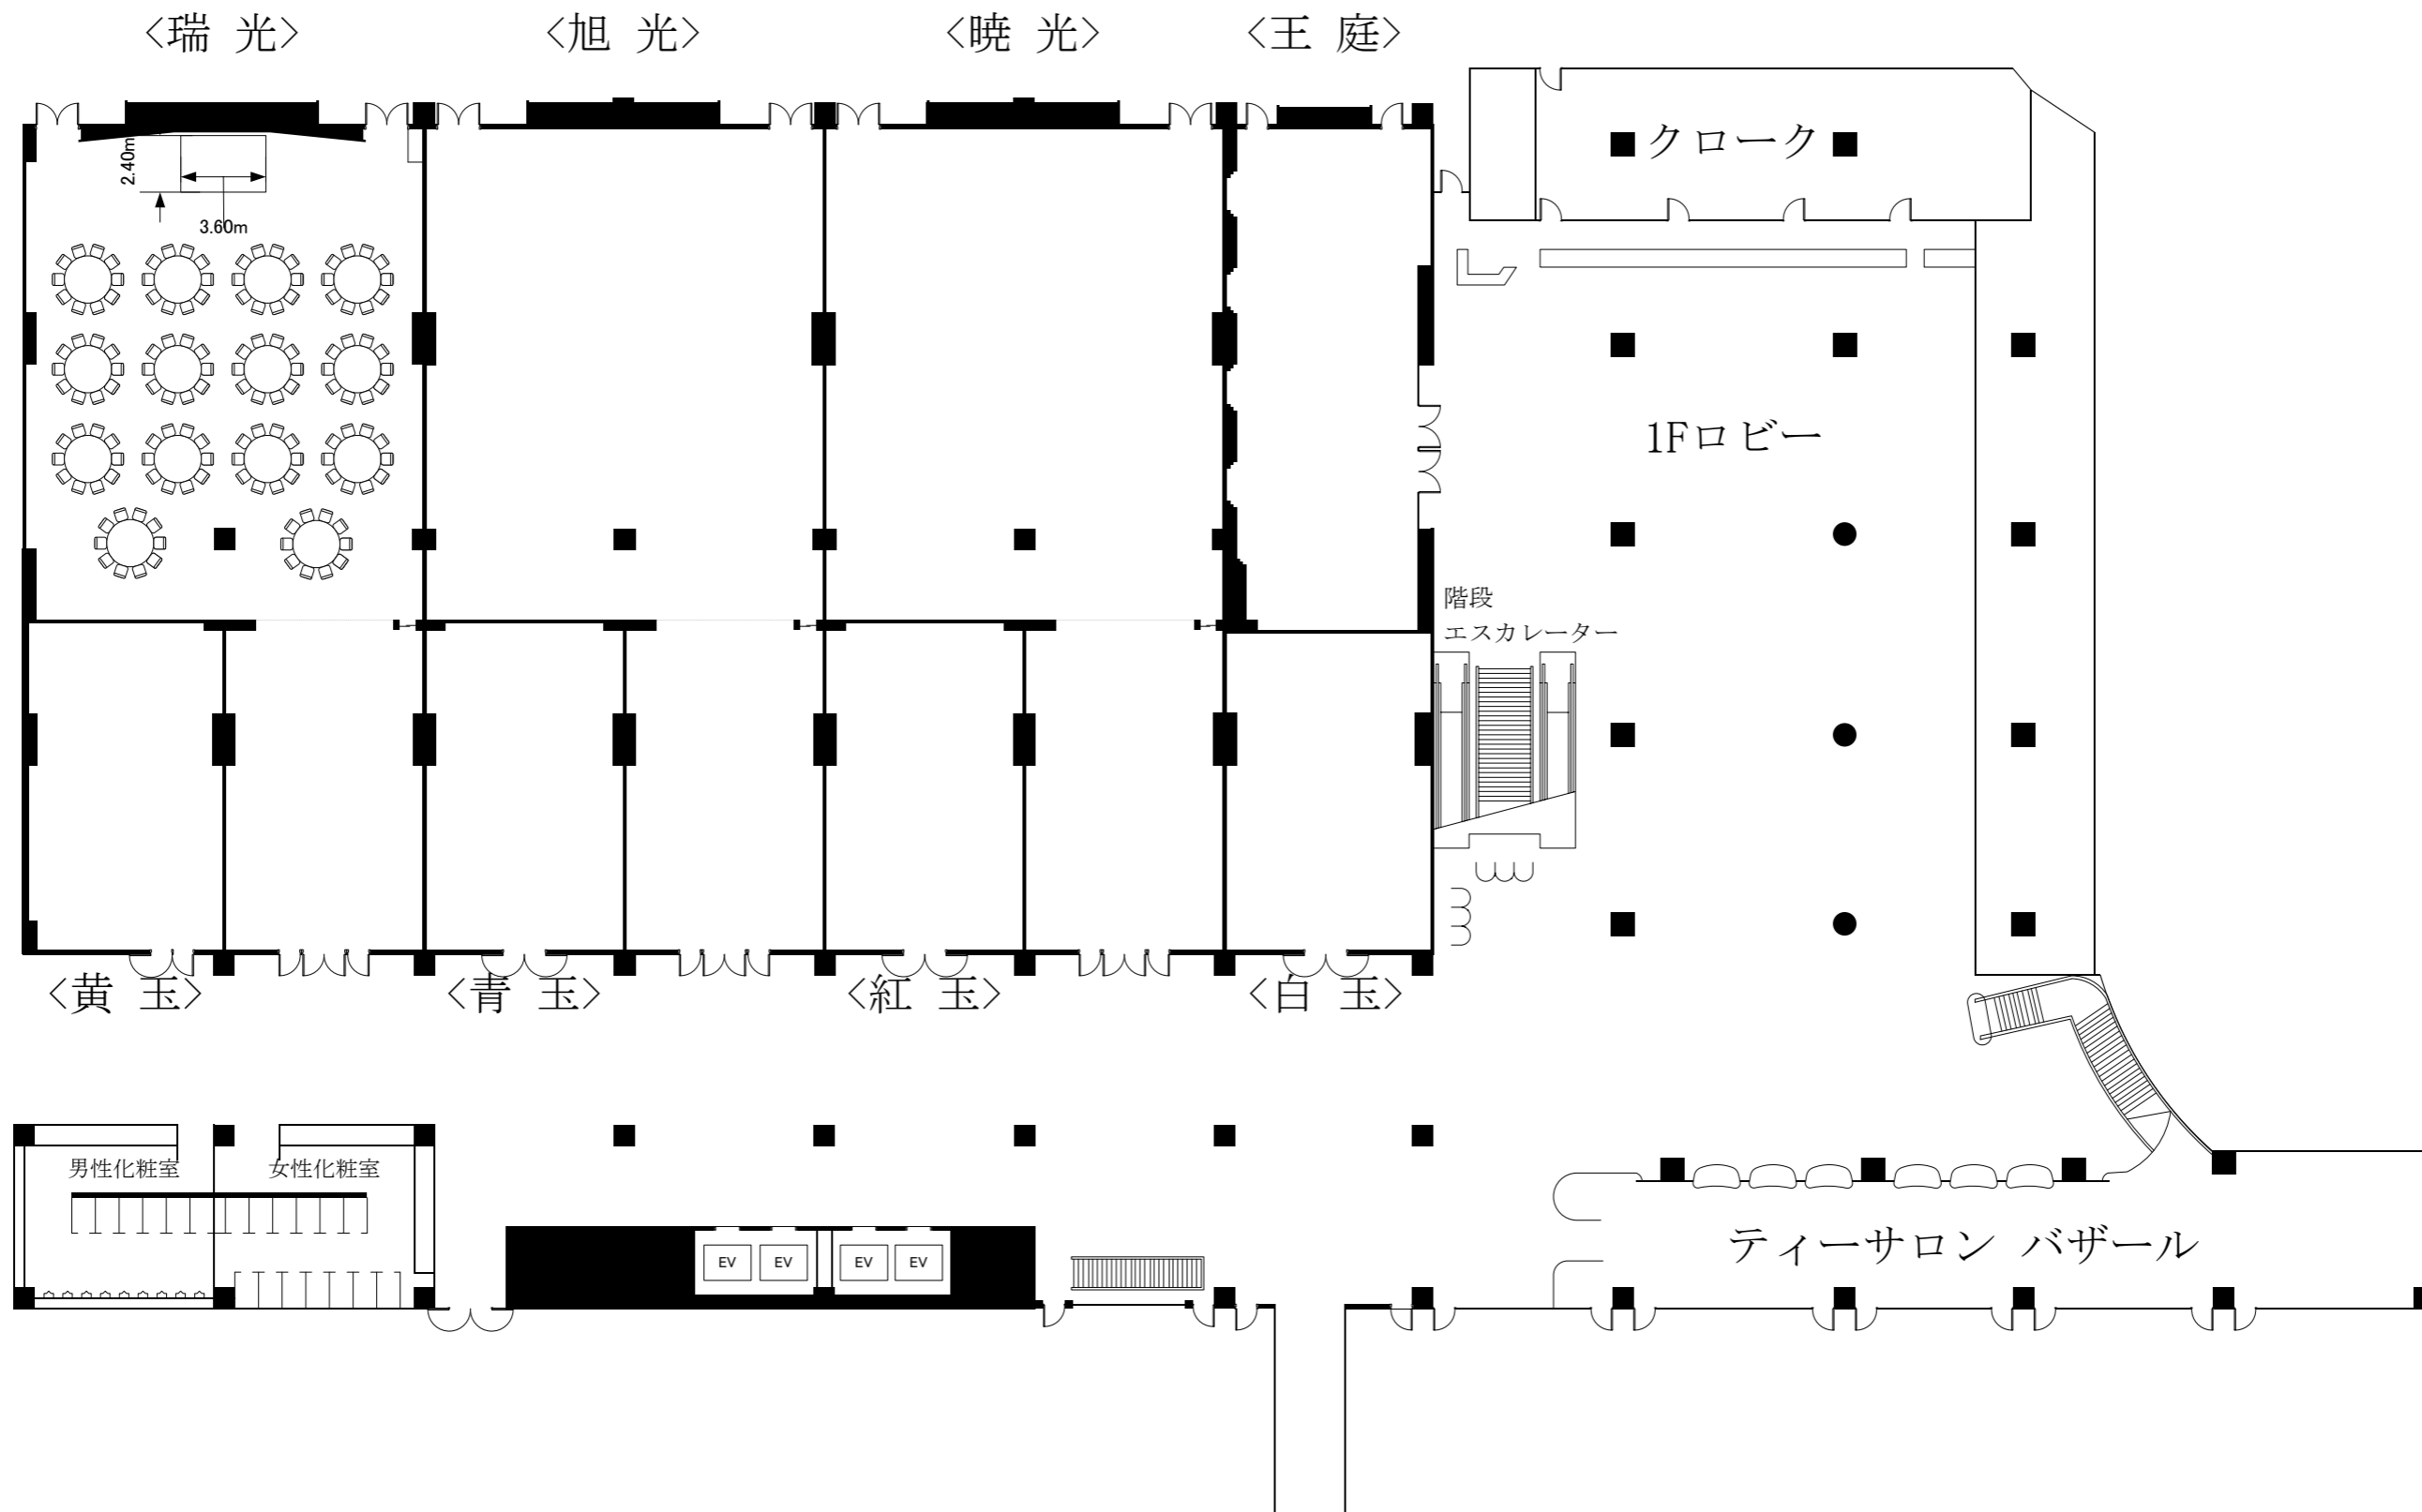 <瑞 光>
<旭 光>
<暁 光>
<王 庭>
クローク
2.40m
3.60m
1Fロビー
階段
エスカレーター
<黄 玉>
<青 玉>
<紅 玉>
<白 玉>
男性化粧室
女性化粧室
ティーサロン バザール
EV
EV
EV
EV